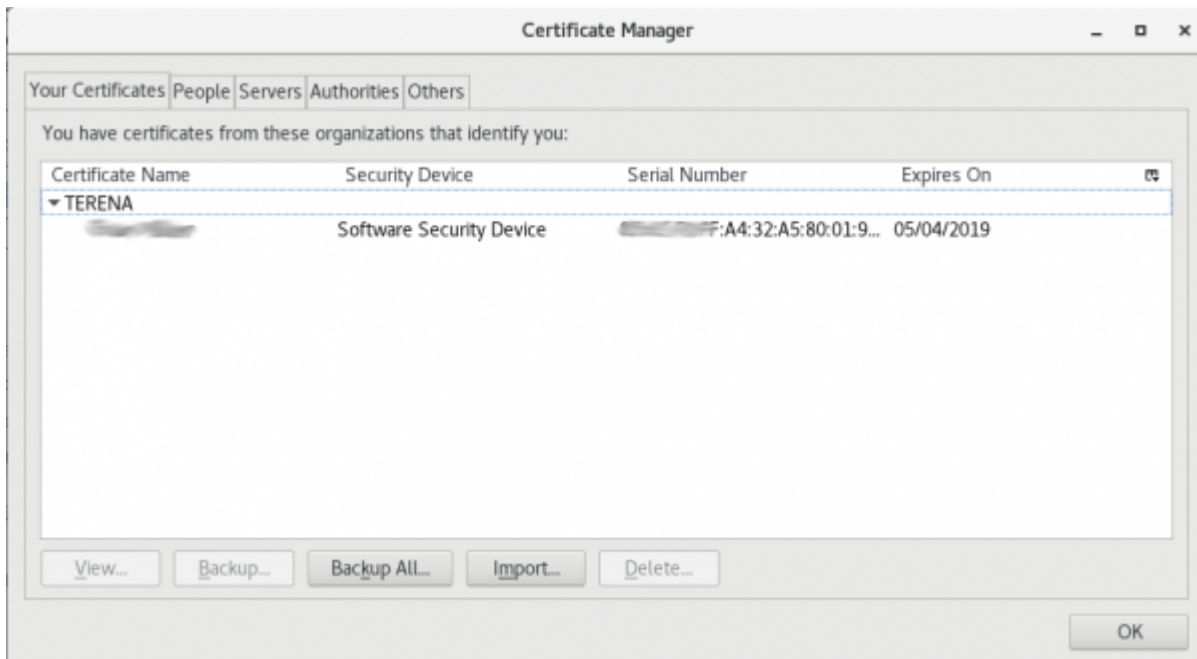 Certificate Manager
Your Certificates People Servers Authorities Others
You have certificates from these organizations that identify you:
Certificate Name Security Device Serial Number Expires On
TERENA
Software Security Device F:A4:32:A5:80:01:9... 05/04/2019
View... Backup... Backup All... Import... Delete...
OK